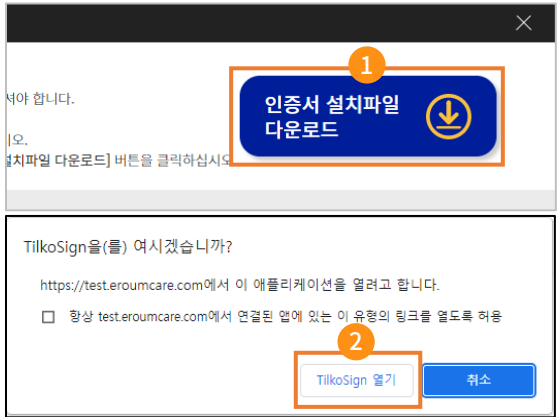 1
인증서 설치파일
다운로드
셔야 합니다.
시오.
설치파일 다운로드] 버튼을 클릭하십시오
TilkoSign을(를) 여시겠습니까?
https://test.eroumcare.com에서 이 애플리케이션을 열려고 합니다.
항상 test.eroumcare.com에서 연결된 앱에 있는 이 유형의 링크를 열도록 허용
2
TilkoSign 열기
취소